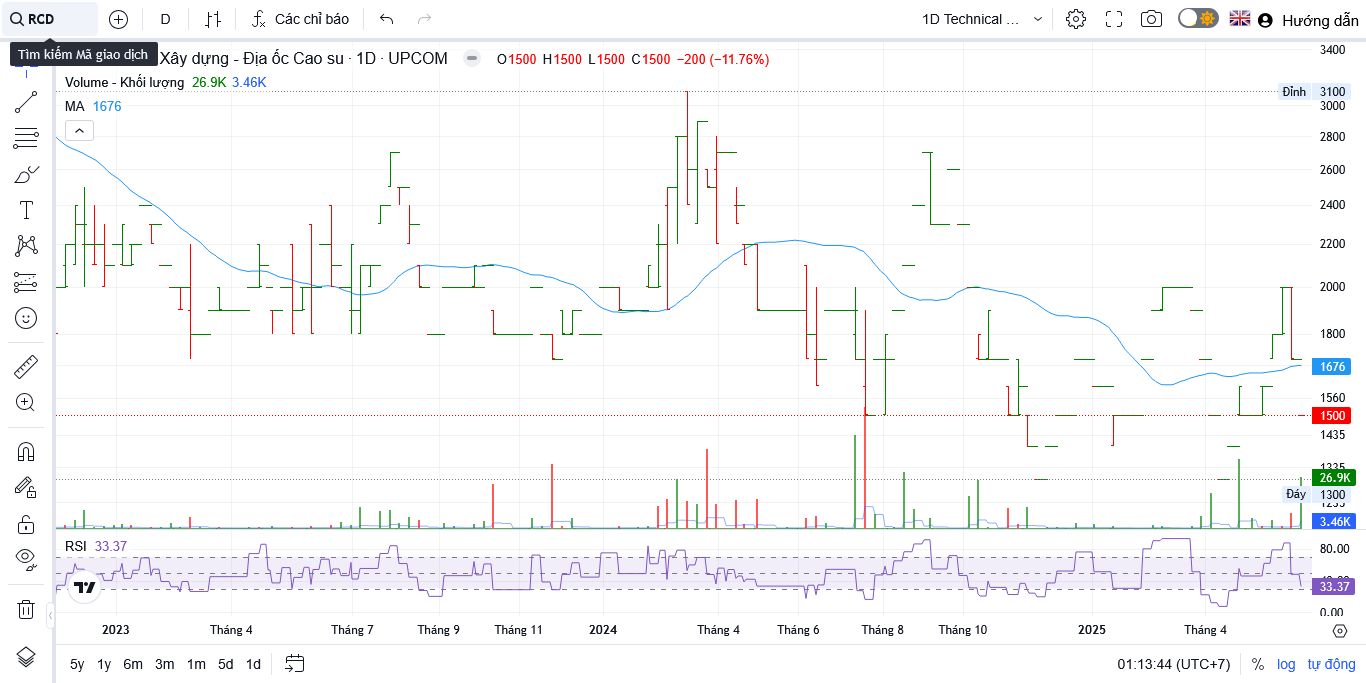 RCD
D
Các chỉ báo
1D Technical ...
Hướng dẫn
Tìm kiếm Mã giao dịch
Xây dựng - Địa ốc Cao su · 1D · UPCOM
O1500 H1500 L1500 C1500 −200 (−11.76%)
Volume - Khối lượng 26.9K 3.46K
MA 1676
3400
Đỉnh 3100
3000
2800
2600
2400
2200
2000
1800
1676
1560
1500
1435
1335
26.9K
Đáy 1300
1235
3.46K
RSI 33.37
80.00
33.37
0.00
2023 Tháng 4 Tháng 7 Tháng 9 Tháng 11 2024 Tháng 4 Tháng 6 Tháng 8 Tháng 10 2025 Tháng 4
5y 1y 6m 3m 1m 5d 1d
01:13:44 (UTC+7) % log tự động